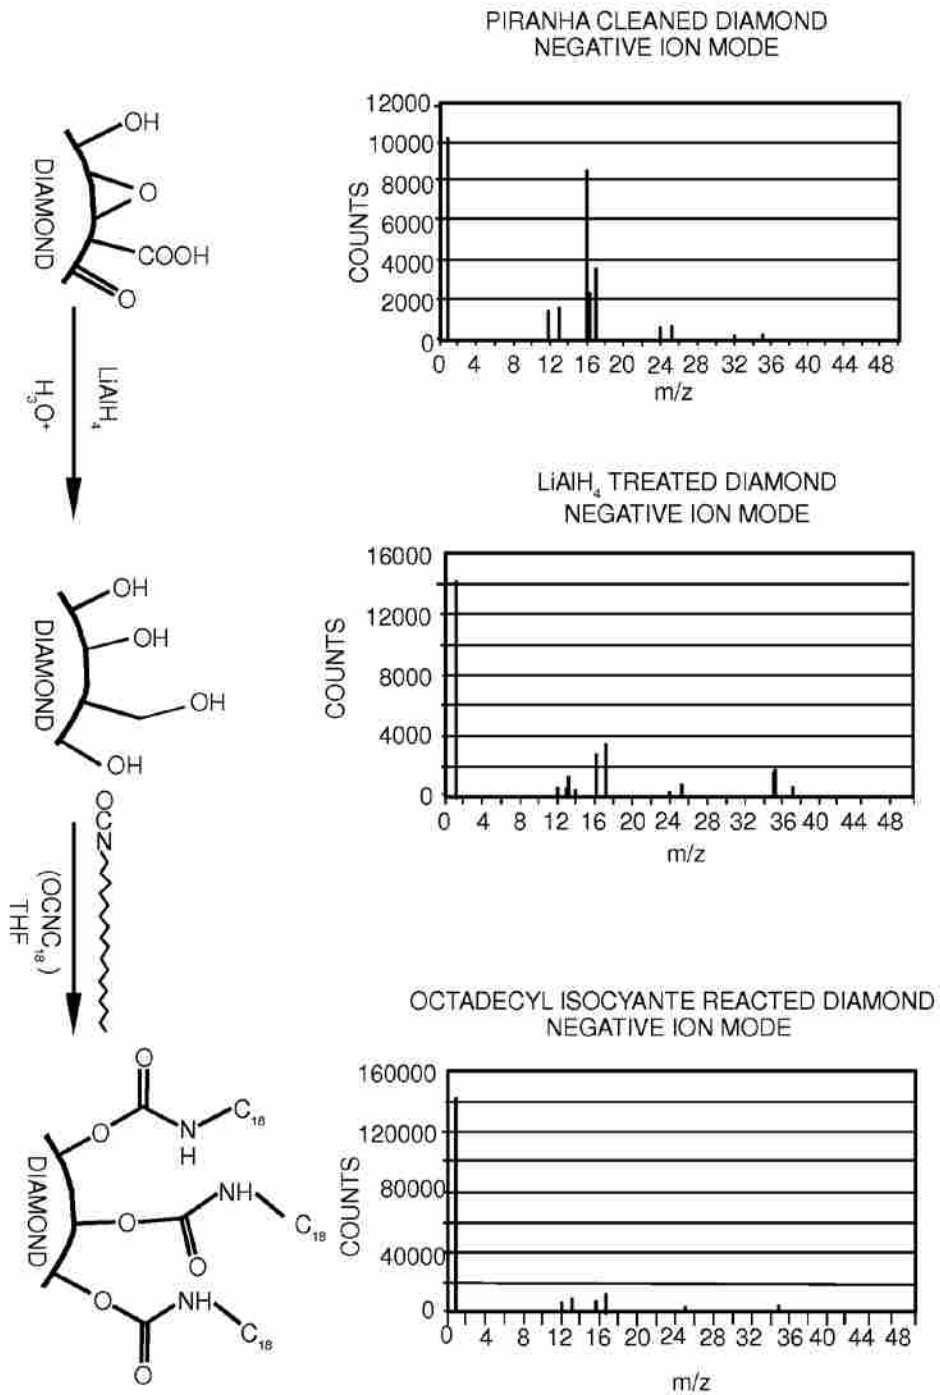 PIRANHA CLEANED DIAMOND
NEGATIVE ION MODE
12000
10000
8000
6000
4000
2000
0
COUNTS
0 4 8 12 16 20 24 28 32 36 40 44 48
m/z
OH
O
COOH
O
DIAMOND
LiAlH₄
H₃O⁺
LiAlH₄ TREATED DIAMOND
NEGATIVE ION MODE
16000
12000
8000
4000
0
COUNTS
0 4 8 12 16 20 24 28 32 36 40 44 48
m/z
OH
OH
OH
OH
DIAMOND
OCN
(OCNC₁₈)
THF
OCTADECYL ISOCYANTE REACTED DIAMOND
NEGATIVE ION MODE
160000
120000
80000
40000
0
COUNTS
0 4 8 12 16 20 24 28 32 36 40 44 48
m/z
O
O
N
H
C₁₈
NH
O
C₁₈
O
O
NH
C₁₈
O
DIAMOND